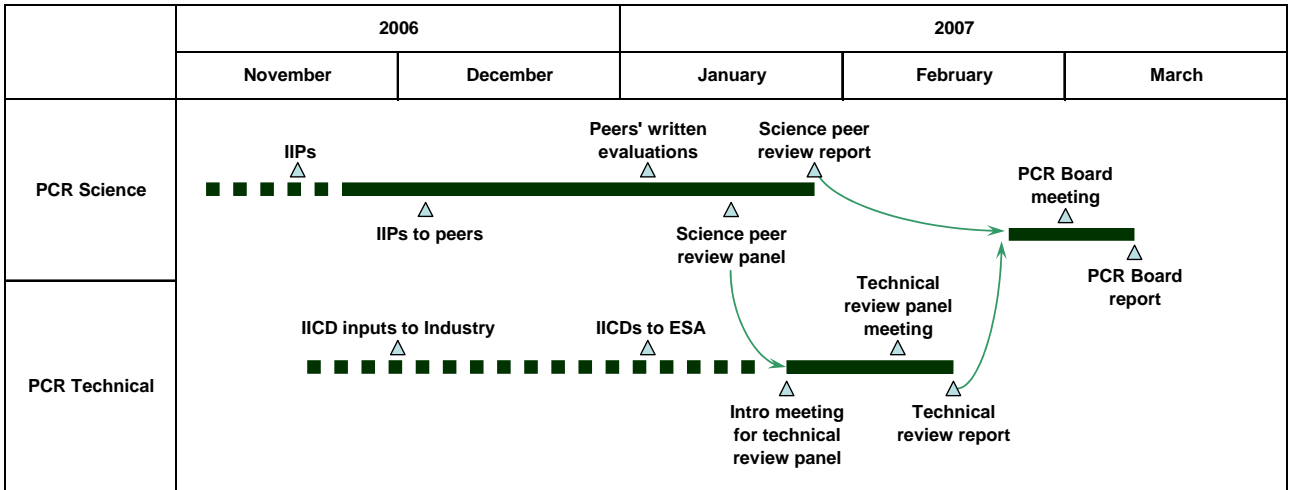 2006
2007
November
December
January
February
March
PCR Science
IIPs
Peers' written
evaluations
Science peer
review report
IIPs to peers
Science peer
review panel
PCR Board
meeting
PCR Board
report
PCR Technical
IICD inputs to Industry
IICDs to ESA
Technical
review panel
meeting
Intro meeting
for technical
review panel
Technical
review report